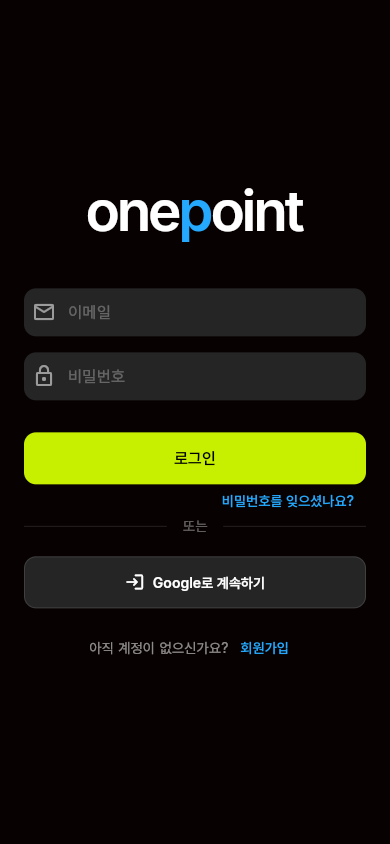 onepoint
이메일
비밀번호
로그인
비밀번호를 잊으셨나요?
또는
Google로 계속하기
아직 계정이 없으신가요? 회원가입